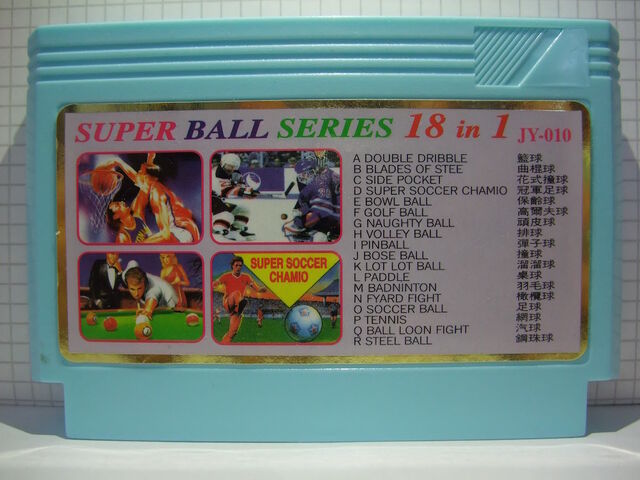 SUPER BALL SERIES 18 in 1 JY-010
A DOUBLE DRIBBLE 籃球
B BLADES OF STEE 曲棍球
C SIDE POCKET 花式撞球
D SUPER SOCCER CHAMIO 冠軍足球
E BOWL BALL 保齡球
F GOLF BALL 高爾夫球
G NAUGHTY BALL 頑皮球
H VOLLEY BALL 排球
I PINBALL 彈子球
J BOSE BALL 撞球
K LOT LOT BALL 溜溜球
L PADDLE 桌球
M BADNINTON 羽毛球
N FYARD FIGHT 橄欖球
O SOCCER BALL 足球
P TENNIS 網球
Q BALL LOON FIGHT 汽球
R STEEL BALL 鋼珠球
SUPER SOCCER
CHAMIO